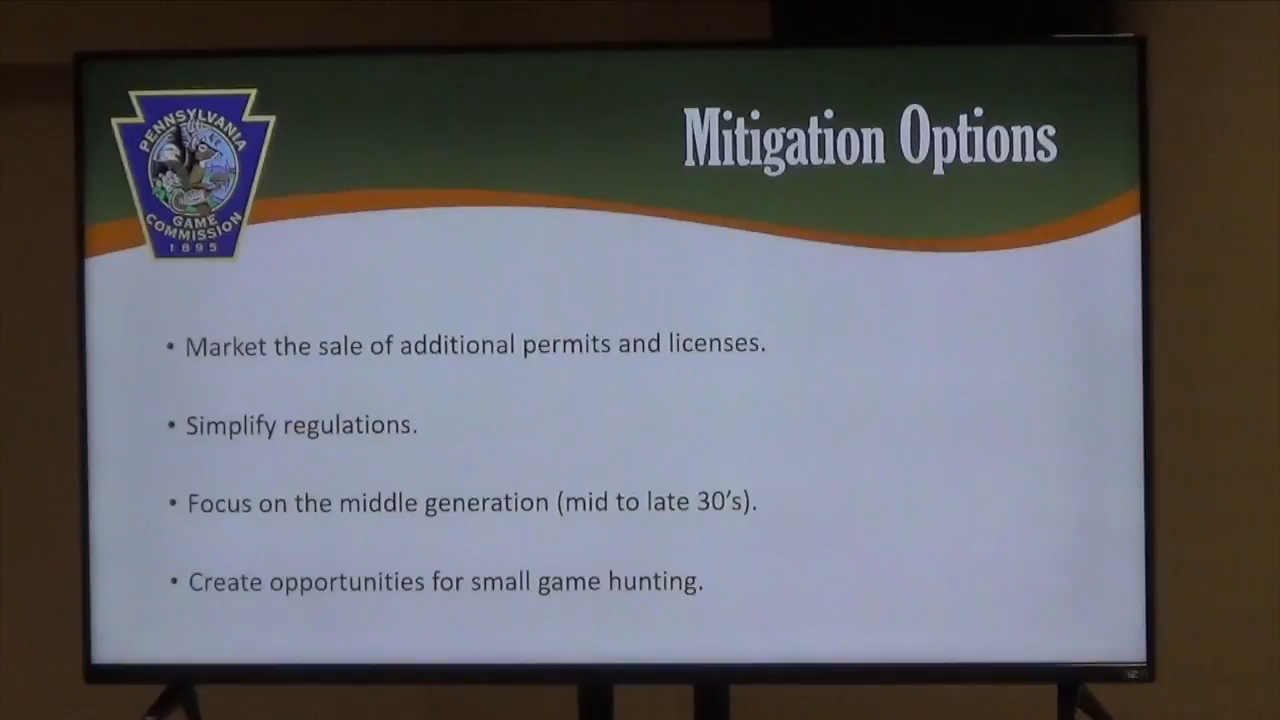 PENNSYLVANIA
GAME
COMMISSION
1895
Mitigation Options
• Market the sale of additional permits and licenses.
• Simplify regulations.
• Focus on the middle generation (mid to late 30's).
• Create opportunities for small game hunting.